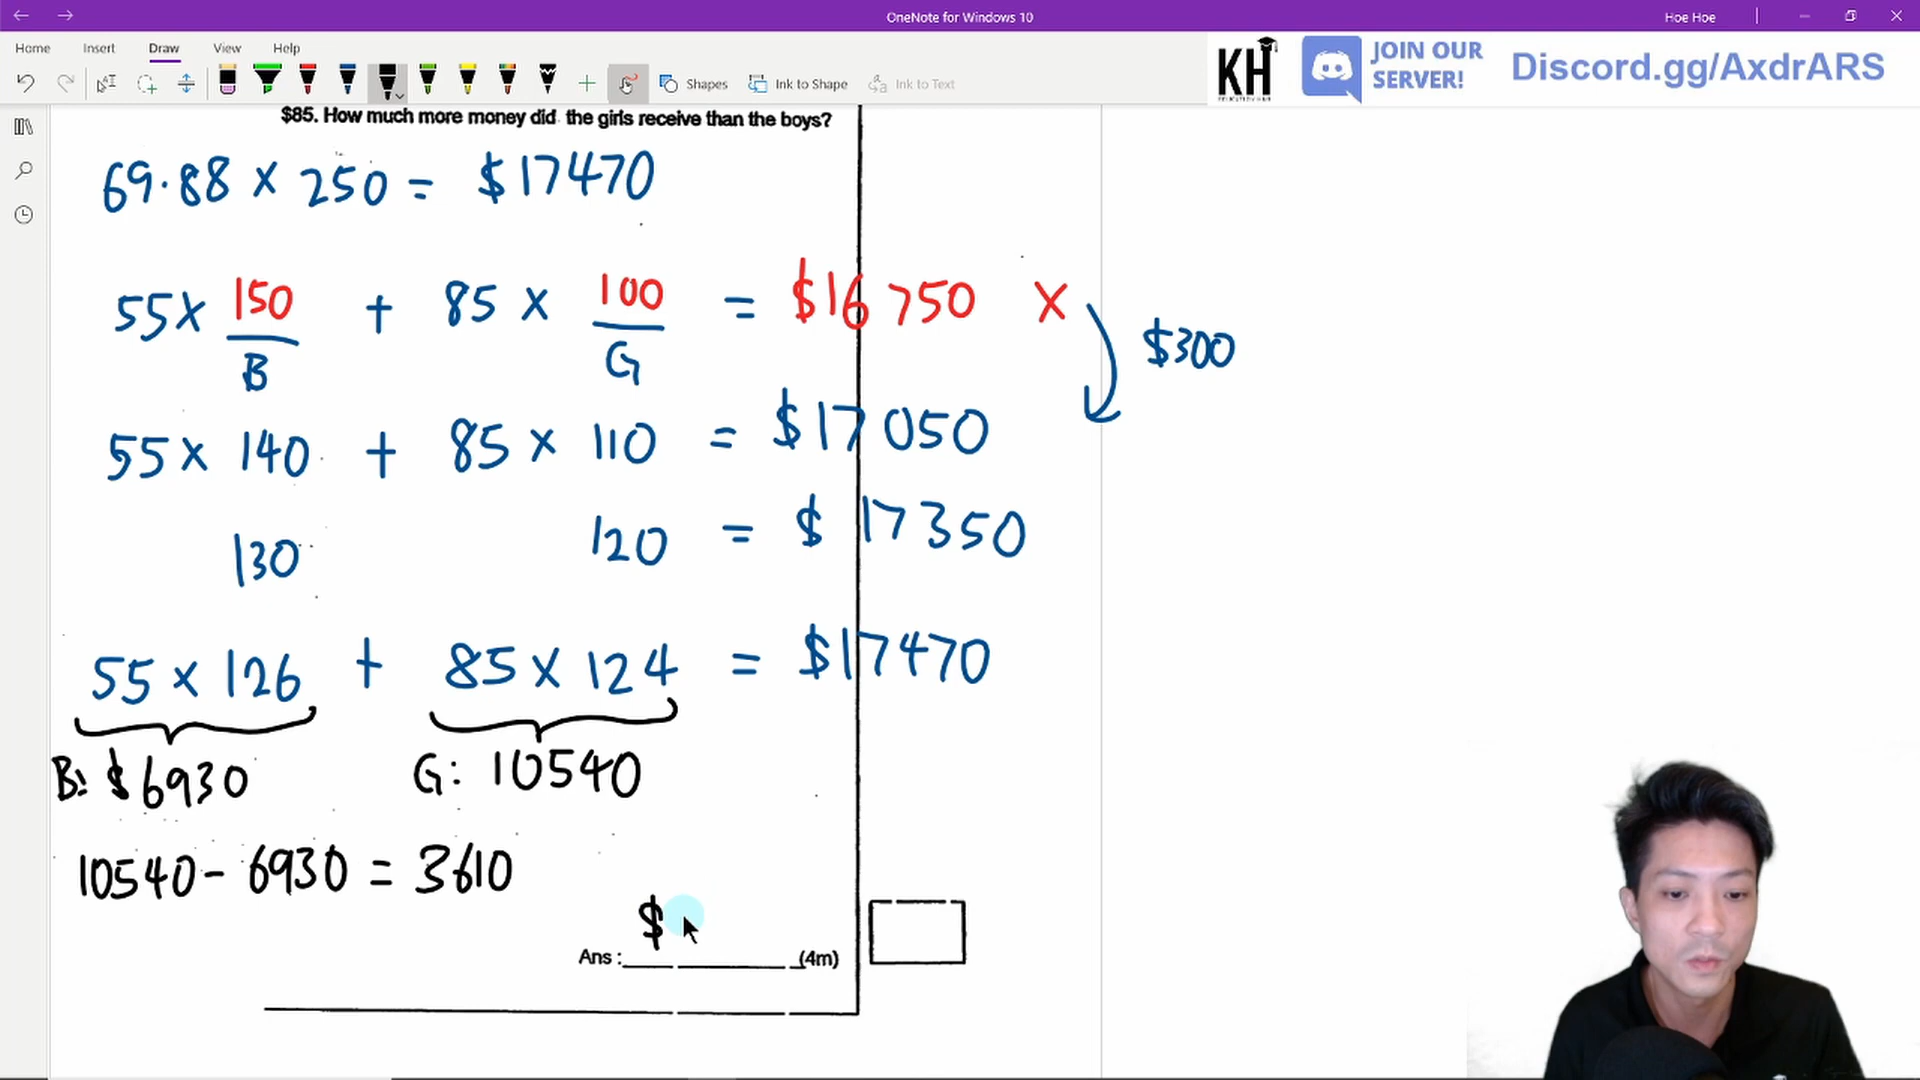 OneNote for Windows 10
Hoe Hoe
Home Insert Draw View Help
Shapes Ink to Shape Ink to Text
KH
JOIN OUR
SERVER!
Discord.gg/AxdrARS
$85. How much more money did the girls receive than the boys?
69.88 × 250 = $17470
55 × 150 + 85 × 100 = $16750 ×
B G
$300
55 × 140 + 85 × 110 = $17050
130 120 = $17350
55 × 126 + 85 × 124 = $17470
B: $6930 G: 10540
10540 - 6930 = 3610
$
Ans : (4m)